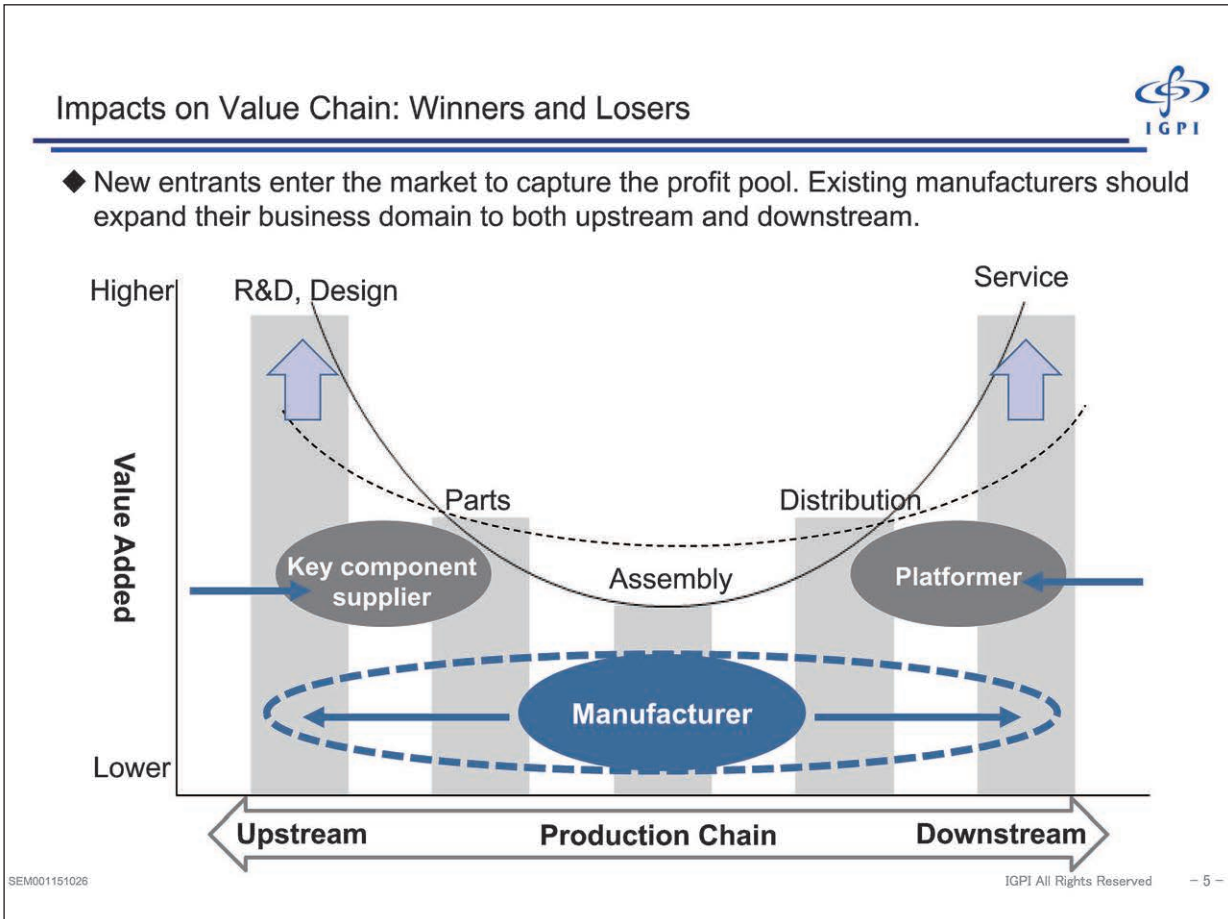 Impacts on Value Chain: Winners and Losers
IGPI
◆ New entrants enter the market to capture the profit pool. Existing manufacturers should
expand their business domain to both upstream and downstream.
Higher
R&D, Design
Service
Value Added
Parts
Distribution
Key component
supplier
Assembly
Platformer
Manufacturer
Lower
Upstream
Production Chain
Downstream
SEM001151026
IGPI All Rights Reserved
- 5 -